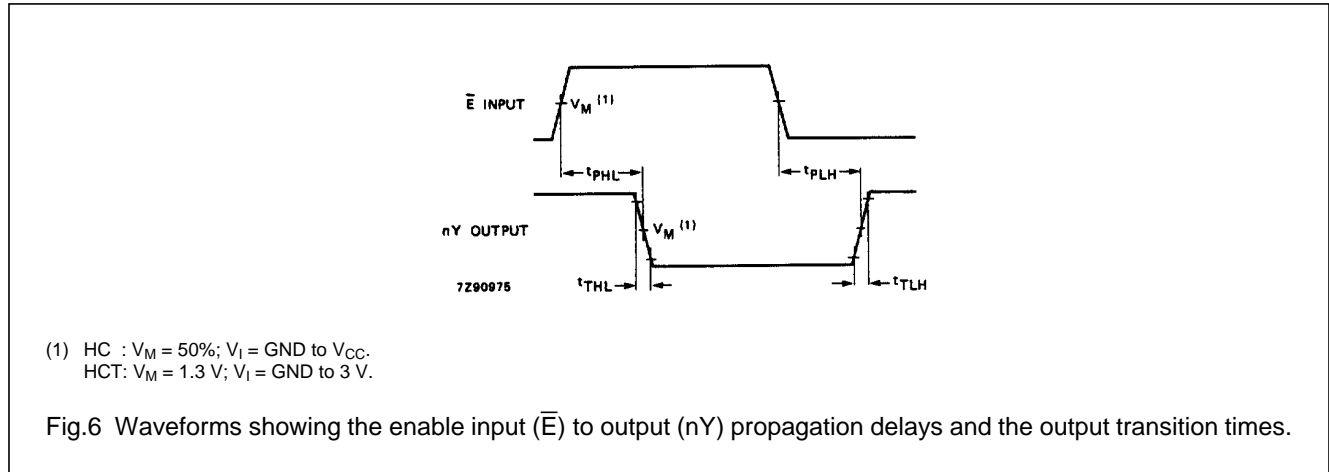 E̅ INPUT
V_M (1)
t_PHL
t_PLH
nY OUTPUT
V_M (1)
7Z90975
t_THL
t_TLH
(1) HC : V_M = 50%; V_I = GND to V_CC.
HCT: V_M = 1.3 V; V_I = GND to 3 V.
Fig.6 Waveforms showing the enable input (E̅) to output (nY) propagation delays and the output transition times.